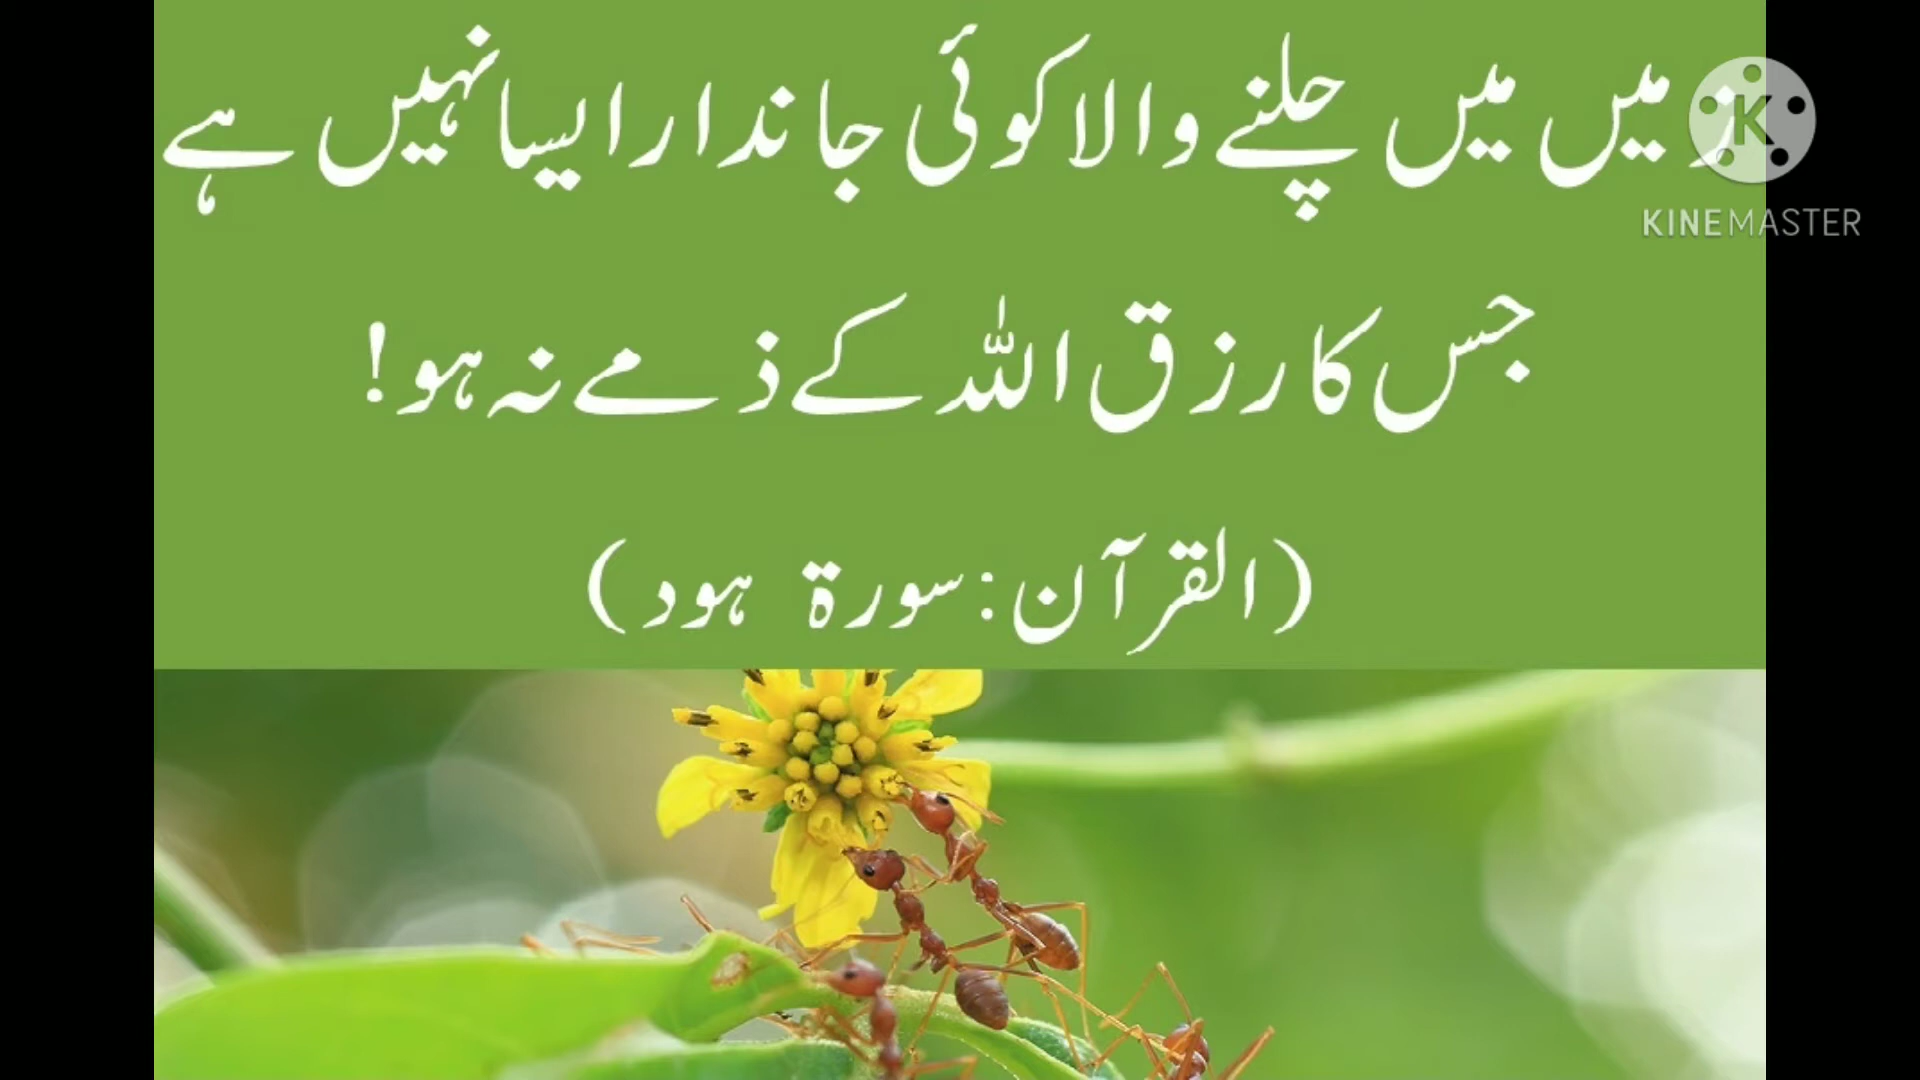 زمیں میں چلنے والا کوئی جاندار ایسا نہیں ہے
KINEMASTER
جس کا رزق اللہ کے ذمے نہ ہو!
(القرآن: سورۃ ہود)